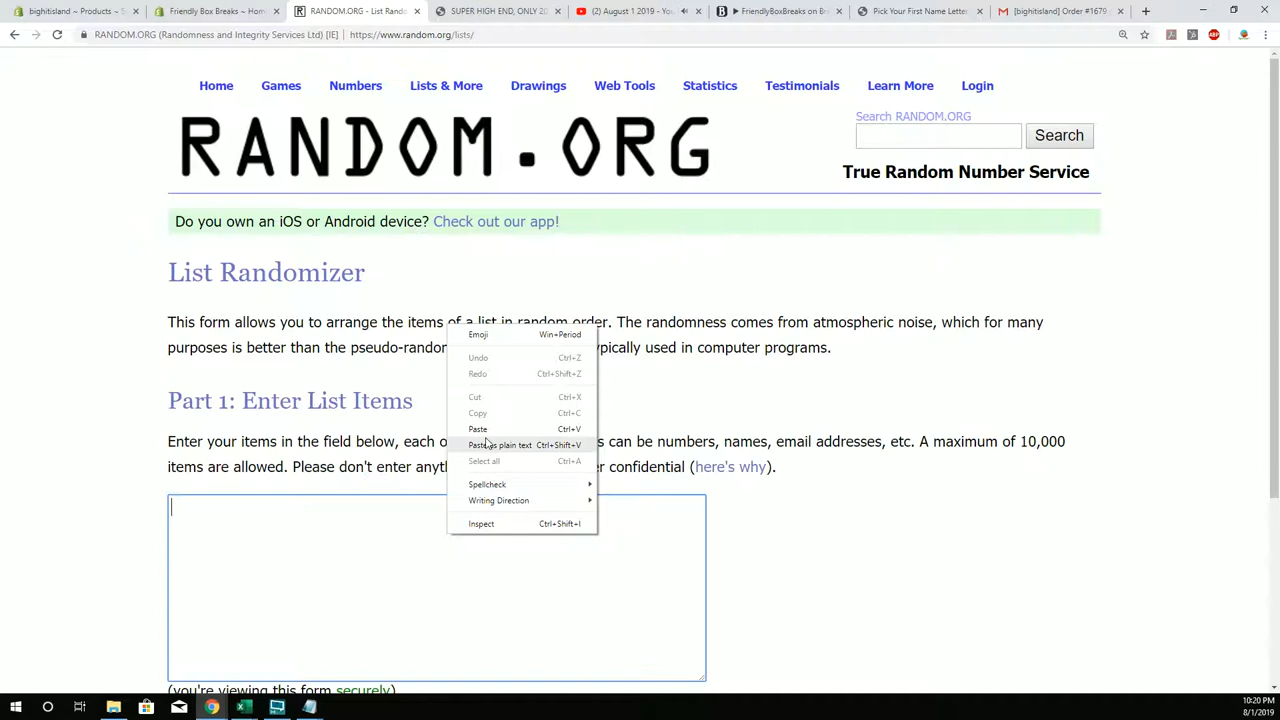 bighitisland ~ Products ~ S
Friendly Box Breaks ~ Hom
RANDOM.ORG - List Rando
SUPER HIGH END, ONLY 20
(2) August 1 2019 - You
FriendlyBoxBreaks on Br
Pick Your First Name Letter
[bighitisland] Order #1679
RANDOM.ORG (Randomness and Integrity Services Ltd) [IE] | https://www.random.org/lists/
Home Games Numbers Lists & More Drawings Web Tools Statistics Testimonials Learn More Login
RANDOM.ORG
Search RANDOM.ORG
Search
True Random Number Service
Do you own an iOS or Android device? Check out our app!
List Randomizer
This form allows you to arrange the items of a list in random order. The randomness comes from atmospheric noise, which for many
purposes is better than the pseudo-random typically used in computer programs.
Part 1: Enter List Items
Enter your items in the field below, each o s can be numbers, names, email addresses, etc. A maximum of 10,000
items are allowed. Please don't enter anyth er confidential (here's why).
Emoji Win+Period
Undo Ctrl+Z
Redo Ctrl+Shift+Z
Cut Ctrl+X
Copy Ctrl+C
Paste Ctrl+V
Paste as plain text Ctrl+Shift+V
Select all Ctrl+A
Spellcheck
Writing Direction
Inspect Ctrl+Shift+I
(you're viewing this form securely)
10:20 PM
8/1/2019